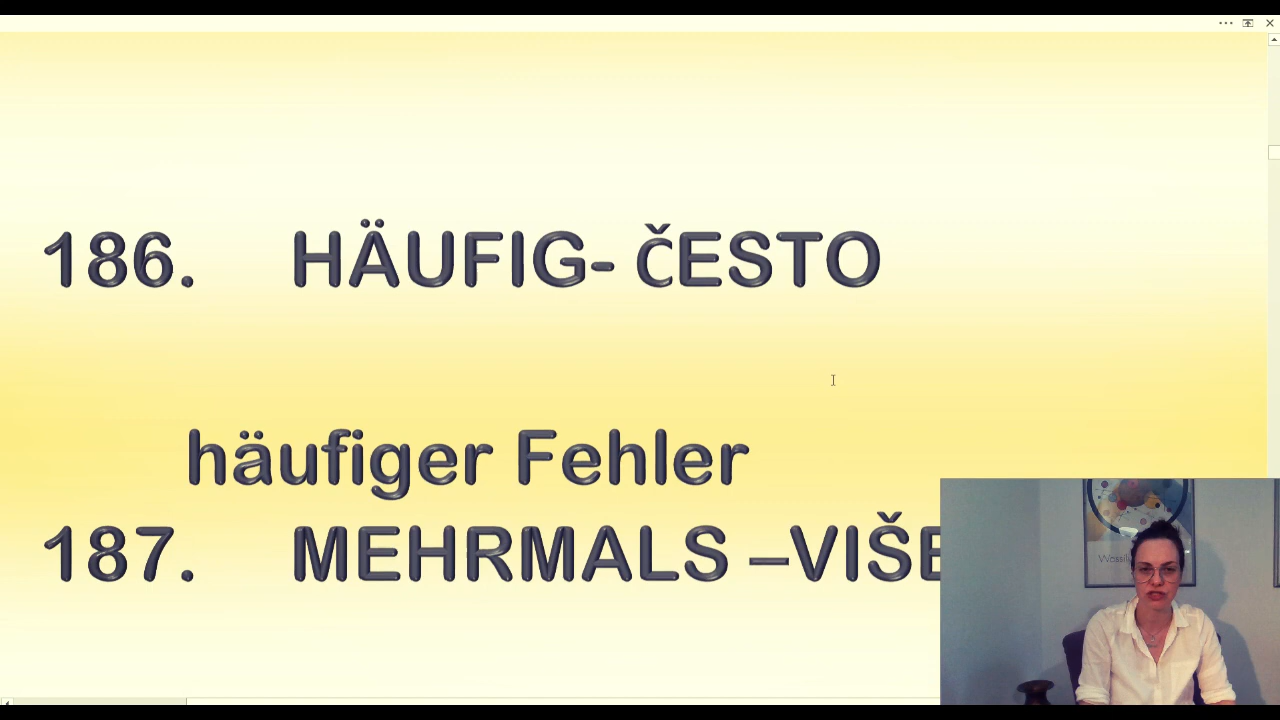 186. HÄUFIG- ČESTO
häufiger Fehler
187. MEHRMALS –VIŠE